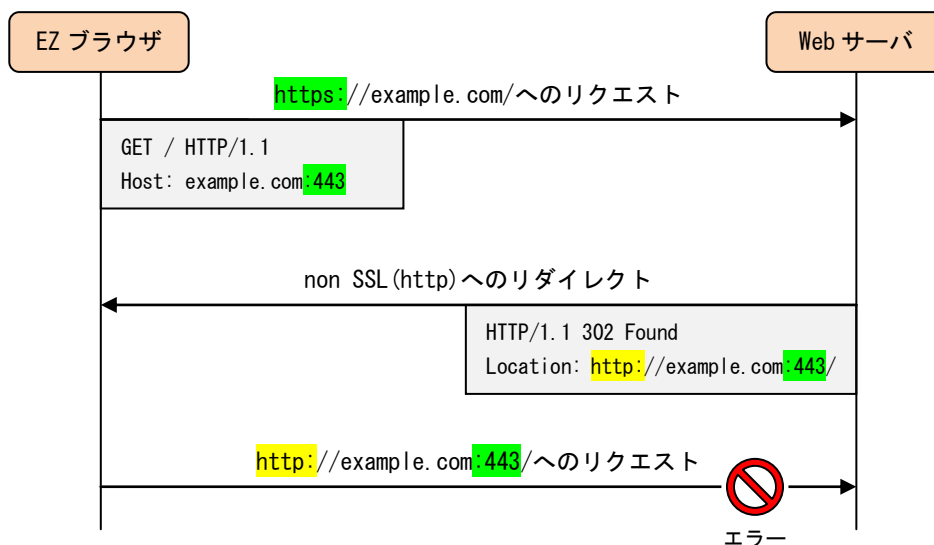 EZ ブラウザ
Web サーバ
https://example.com/へのリクエスト
GET / HTTP/1.1
Host: example.com:443
non SSL(http)へのリダイレクト
HTTP/1.1 302 Found
Location: http://example.com:443/
http://example.com:443/へのリクエスト
エラー